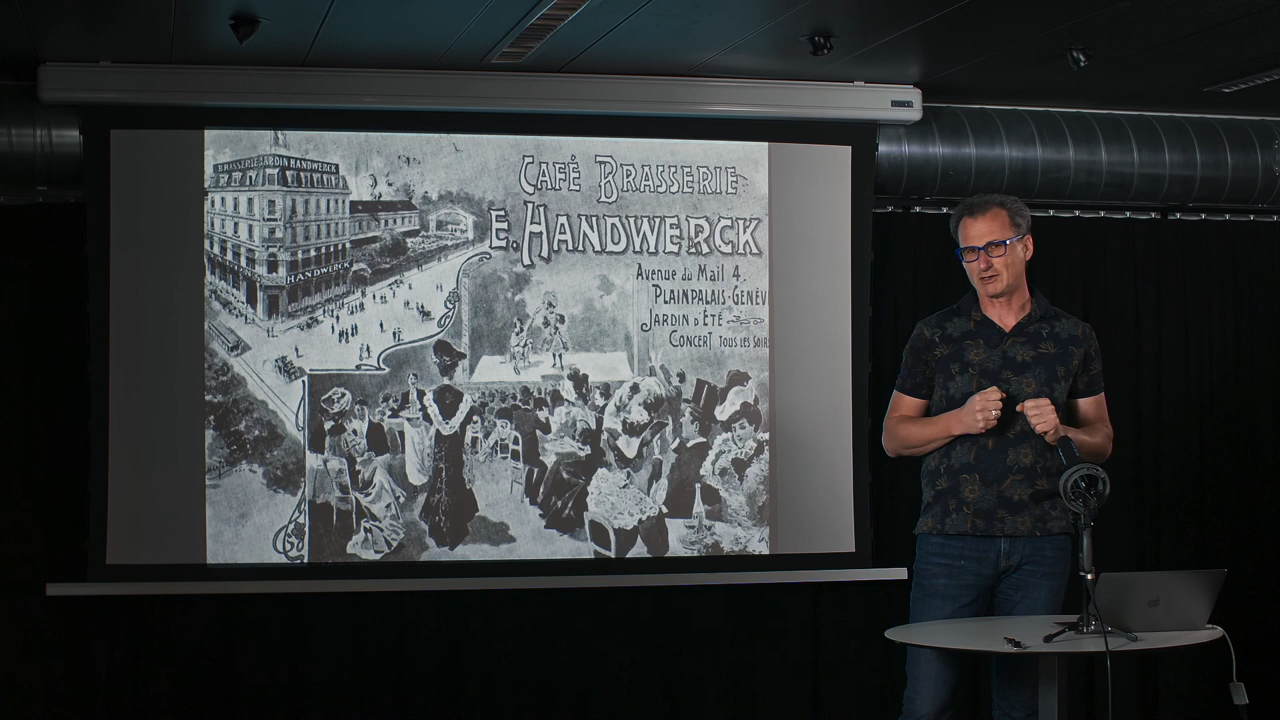 BRASSERIE JARDIN HANDWERCK
HANDWERCK
CAFÉ BRASSERIE
E. HANDWERCK
Avenue du Mail 4.
PLAINPALAIS-GENÈV
JARDIN D'ÉTÉ
CONCERT TOUS LES SOIR